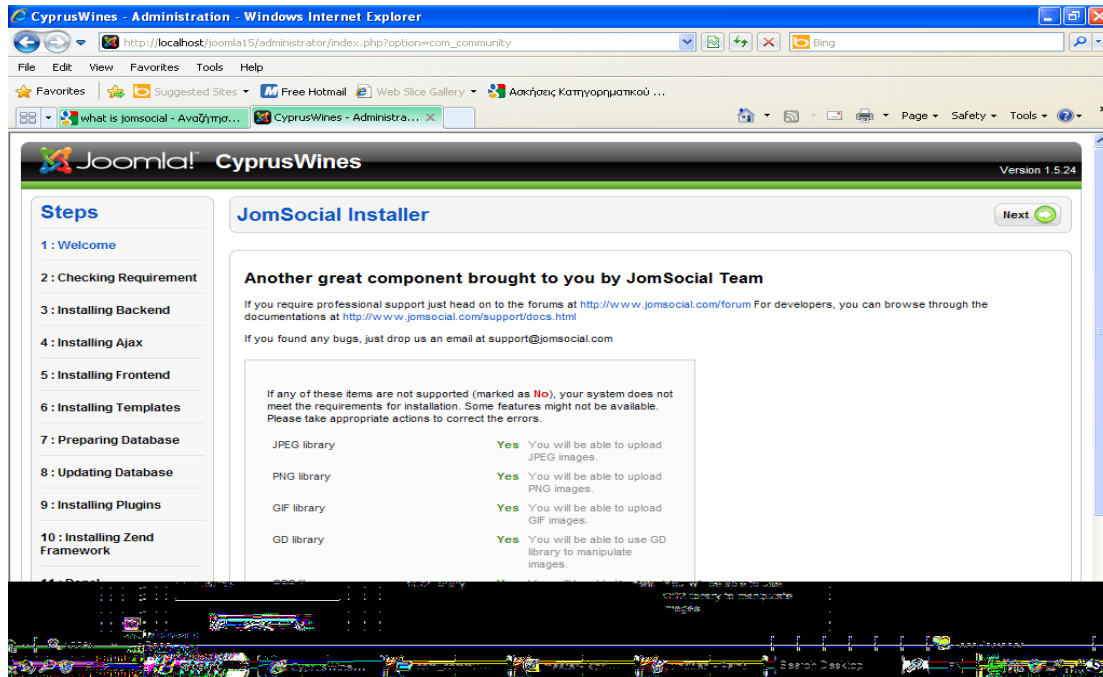 CyprusWines - Administration - Windows Internet Explorer
http://localhost/joomla15/administrator/index.php?option=com_community
Bing
File Edit View Favorites Tools Help
Favorites Suggested Sites Free Hotmail Web Slice Gallery Ασκήσεις Κατηγορηματικού ...
what is jomsocial - Αναζήτησ... CyprusWines - Administra... Page Safety Tools
Joomla! CyprusWines
Version 1.5.24
Steps
JomSocial Installer
Next
1 : Welcome
2 : Checking Requirement
3 : Installing Backend
4 : Installing Ajax
5 : Installing Frontend
6 : Installing Templates
7 : Preparing Database
8 : Updating Database
9 : Installing Plugins
10 : Installing Zend
Framework
Another great component brought to you by JomSocial Team
If you require professional support just head on to the forums at http://www.jomsocial.com/forum For developers, you can browse through the
documentations at http://www.jomsocial.com/support/docs.html
If you found any bugs, just drop us an email at support@jomsocial.com
If any of these items are not supported (marked as No), your system does not
meet the requirements for installation. Some features might not be available.
Please take appropriate actions to correct the errors.
JPEG library Yes You will be able to upload
JPEG images.
PNG library Yes You will be able to upload
PNG images.
GIF library Yes You will be able to upload
GIF images.
GD library Yes You will be able to use GD
library to manipulate
images.
library to manipulate
images
Search Desktop